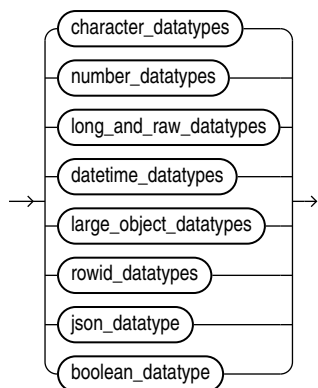 character_datatypes
number_datatypes
long_and_raw_datatypes
datetime_datatypes
large_object_datatypes
rowid_datatypes
json_datatype
boolean_datatype